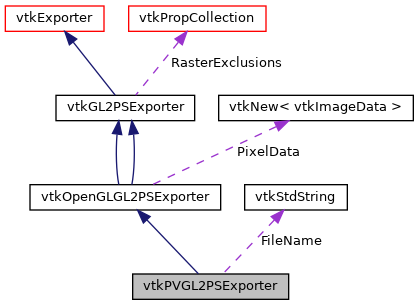 vtkExporter
vtkPropCollection
RasterExclusions
vtkGL2PSExporter
vtkNew< vtkImageData >
PixelData
vtkOpenGLGL2PSExporter
vtkStdString
FileName
vtkPVGL2PSExporter